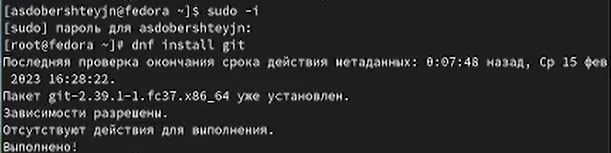 [asdobershteyjn@fedora ~]$ sudo -i
[sudo] пароль для asdobershteyjn:
[root@fedora ~]# dnf install git
Последняя проверка окончания срока действия метаданных: 0:07:48 назад, Ср 15 фев
2023 16:28:22.
Пакет git-2.39.1-1.fc37.x86_64 уже установлен.
Зависимости разрешены.
Отсутствуют действия для выполнения.
Выполнено!